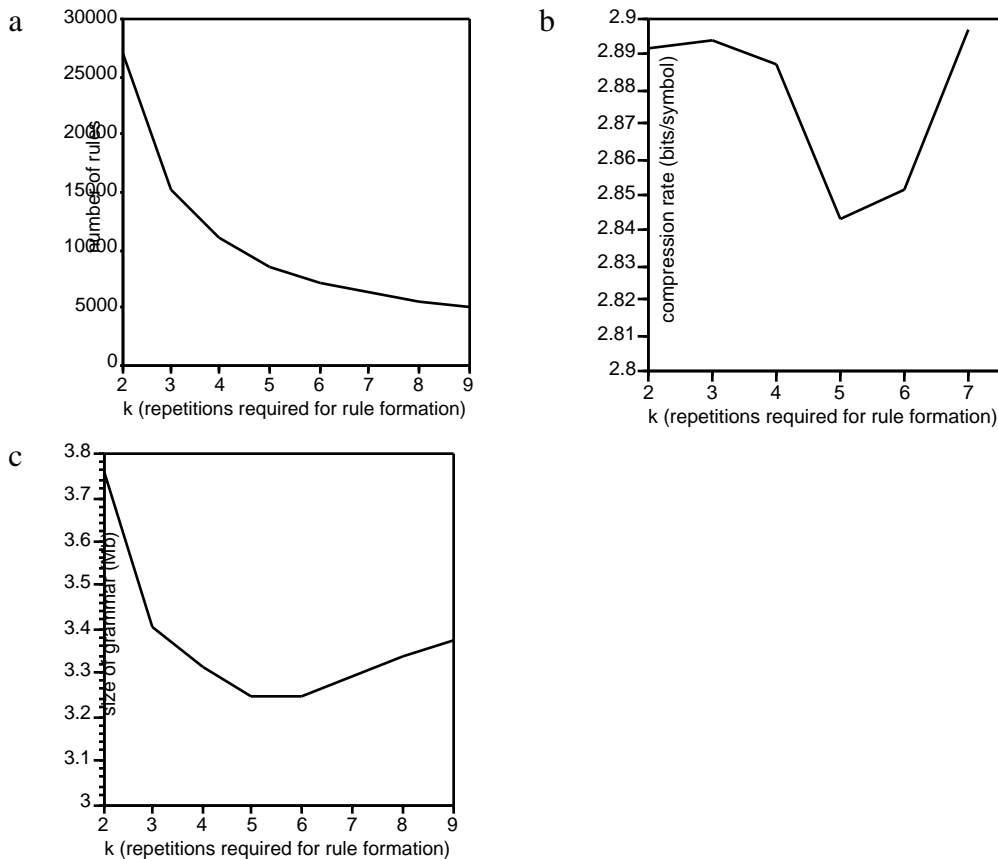 a
30000
25000
20000
15000
10000
5000
0
number of rules
2 3 4 5 6 7 8 9
k (repetitions required for rule formation)
b
2.9
2.89
2.88
2.87
2.86
2.85
2.84
2.83
2.82
2.81
2.8
compression rate (bits/symbol)
2 3 4 5 6 7
k (repetitions required for rule formation)
c
3.8
3.7
3.6
3.5
3.4
3.3
3.2
3.1
3
size of grammar (Mb)
2 3 4 5 6 7 8 9
k (repetitions required for rule formation)